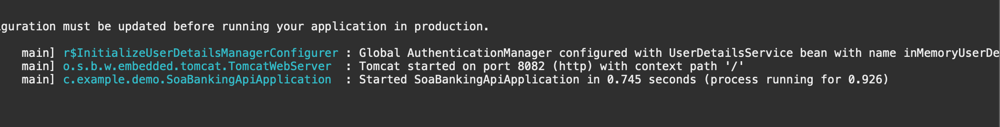 guration must be updated before running your application in production.
main] r$InitializeUserDetailsManagerConfigurer : Global AuthenticationManager configured with UserDetailsService bean with name inMemoryUserDe
main] o.s.b.w.embedded.tomcat.TomcatWebServer : Tomcat started on port 8082 (http) with context path '/'
main] c.example.demo.SoaBankingApiApplication : Started SoaBankingApiApplication in 0.745 seconds (process running for 0.926)